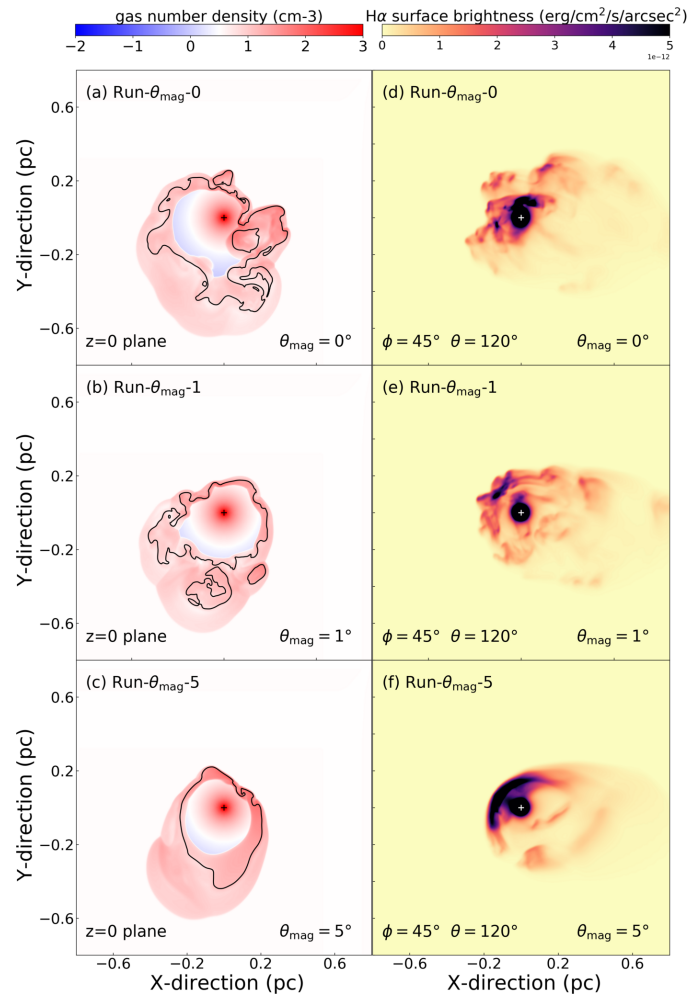 gas number density (cm-3)
Hα surface brightness (erg/cm²/s/arcsec²)
−2 −1 0 1 2 3
0 1 2 3 4 5
1e−12
(a) Run-θmag-0
(d) Run-θmag-0
0.6
0.2
−0.2
−0.6
Y-direction (pc)
z=0 plane θmag = 0°
ϕ = 45° θ = 120° θmag = 0°
(b) Run-θmag-1
(e) Run-θmag-1
0.6
0.2
−0.2
−0.6
Y-direction (pc)
z=0 plane θmag = 1°
ϕ = 45° θ = 120° θmag = 1°
(c) Run-θmag-5
(f) Run-θmag-5
0.6
0.2
−0.2
−0.6
Y-direction (pc)
z=0 plane θmag = 5°
ϕ = 45° θ = 120° θmag = 5°
−0.6 −0.2 0.2 0.6
−0.6 −0.2 0.2 0.6
X-direction (pc)
X-direction (pc)